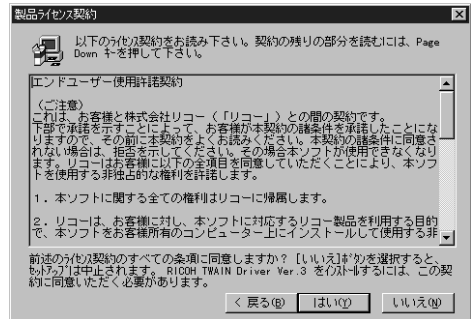 製品ライセンス契約
以下のライセンス契約をお読み下さい。契約の残りの部分を読むには、Page
Down キーを押して下さい。
エンドユーザー使用許諾契約
（ご注意）
これは、お客様と株式会社リコー（「リコー」）との間の契約です。
下部で承諾を示すことによって、お客様が本契約の諸条件を承諾したことにな
りますので、その前に本契約をよくお読みください。本契約の諸条件に同意さ
れない場合は、拒否を示してください。その場合本ソフトが使用できなくなり
ます。リコーはお客様に以下の全項目を同意していただくことにより、本ソフ
トを使用する非独占的な権利を許諾します。
１．本ソフトに関する全ての権利はリコーに帰属します。
２．リコーは、お客様に対し、本ソフトに対応するリコー製品を利用する目的
で、本ソフトをお客様所有のコンピューター上にインストールして使用する非
前述のライセンス契約のすべての条項に同意しますか？ [いいえ]ボタンを選択すると、
セットアップは中止されます。 RICOH TWAIN Driver Ver.3 をインストールするには、この契
約に同意いただく必要があります。
< 戻る(B) はい(Y) いいえ(N)